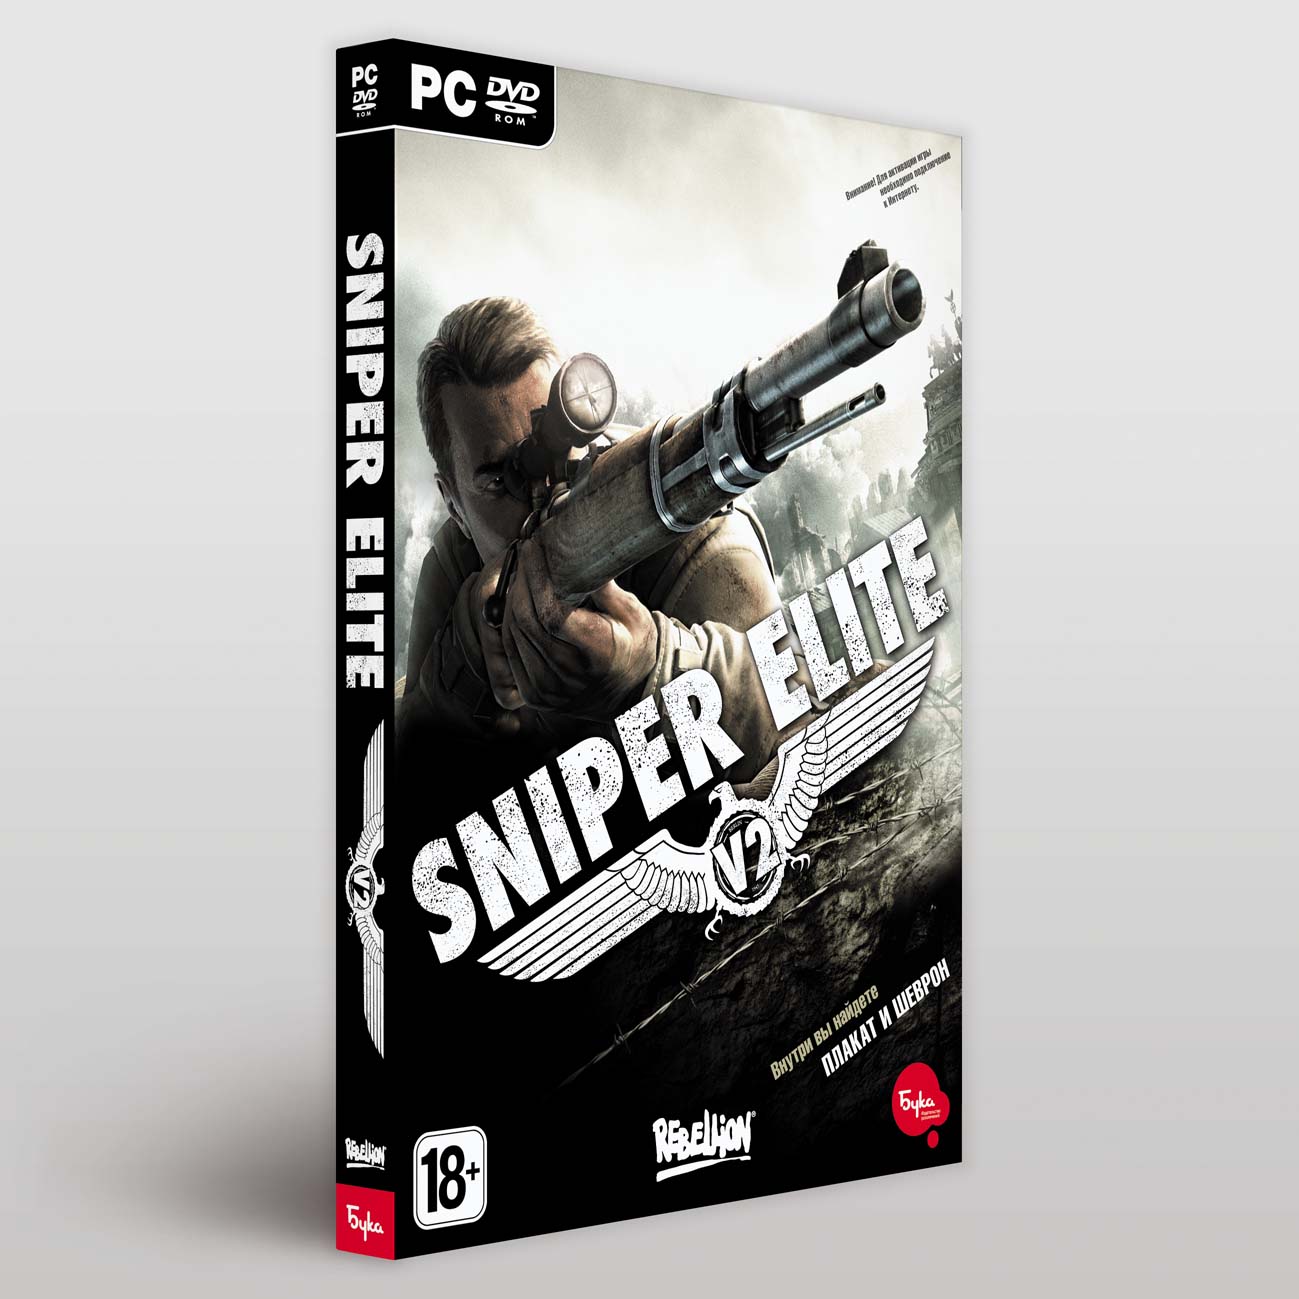 PC
DVD
ROM
SNIPER ELITE
V2
REBELLION
Бука
PC
DVD
ROM™
Внимание! Для активации игры
необходимо подключение
к Интернету.
SNIPER ELITE
V2
Внутри вы найдете
ПЛАКАТ И ШЕВРОН
Бука
18+
REBELLION®